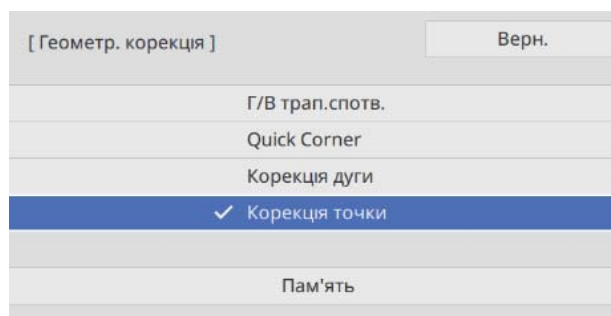 [ Геометр. корекція ]
Верн.
Г/В трап.спотв.
Quick Corner
Корекція дуги
✓ Корекція точки
Пам'ять